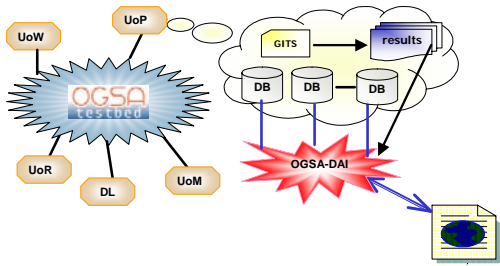 UoW
UoP
OGSA
testbed
UoR
DL
UoM
GITS
results
DB
DB
DB
OGSA-DAI